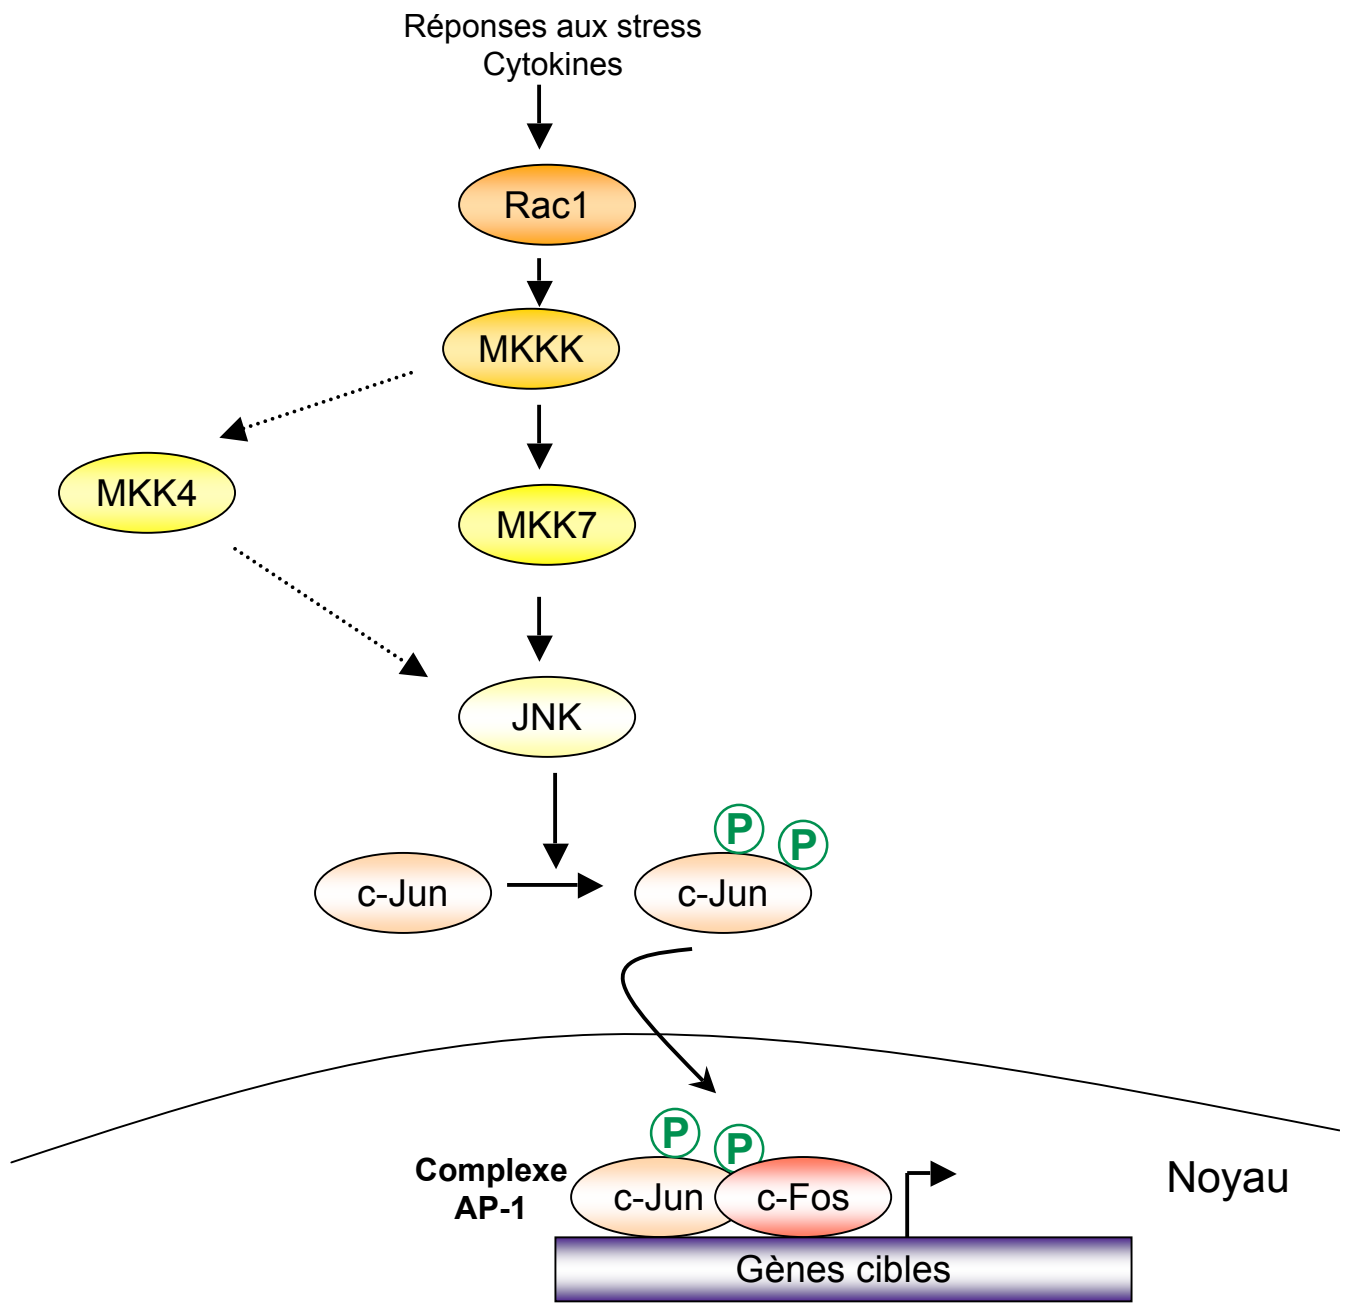 Réponses aux stress
Cytokines
Rac1
MKKK
MKK4
MKK7
JNK
P
P
c-Jun
c-Jun
P
P
Complexe
AP-1
c-Jun
c-Fos
Noyau
Gènes cibles